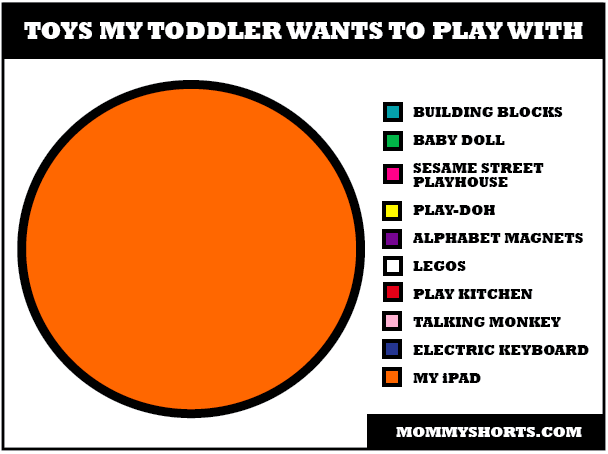 TOYS MY TODDLER WANTS TO PLAY WITH
BUILDING BLOCKS
BABY DOLL
SESAME STREET
PLAYHOUSE
PLAY-DOH
ALPHABET MAGNETS
LEGOS
PLAY KITCHEN
TALKING MONKEY
ELECTRIC KEYBOARD
MY iPAD
MOMMYSHORTS.COM